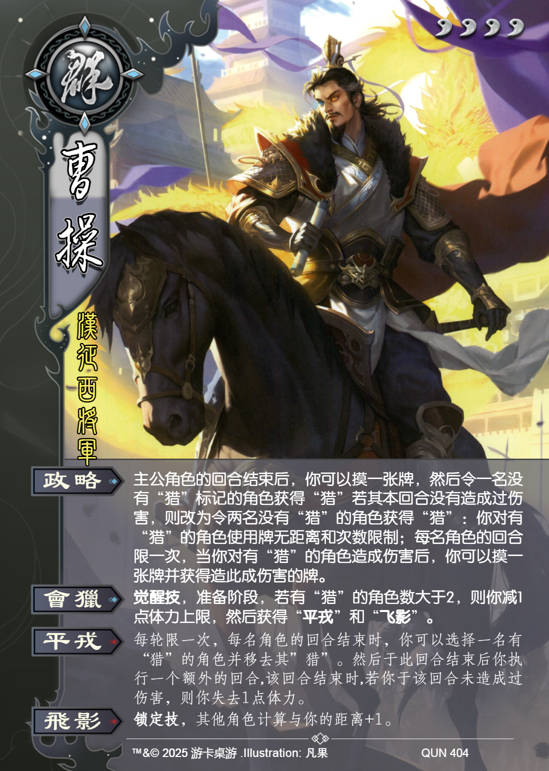 群
曹操
漢征西將軍
政略
主公角色的回合结束后，你可以摸一张牌，然后令一名没
有“猎”标记的角色获得“猎”若其本回合没有造成过伤
害，则改为令两名没有“猎”的角色获得“猎”：你对有
“猎”的角色使用牌无距离和次数限制；每名角色的回合
限一次，当你对有“猎”的角色造成伤害后，你可以摸一
张牌并获得造此成伤害的牌。
會獵
觉醒技，准备阶段，若有“猎”的角色数大于2，则你减1
点体力上限，然后获得“平戎”和“飞影”。
平戎
每轮限一次，每名角色的回合结束时，你可以选择一名有
“猎”的角色并移去其”猎”。然后于此回合结束后你执
行一个额外的回合,该回合结束时,若你于该回合未造成过
伤害，则你失去1点体力。
飛影
锁定技，其他角色计算与你的距离+1。
™&© 2025 游卡桌游 .Illustration: 凡果
QUN 404